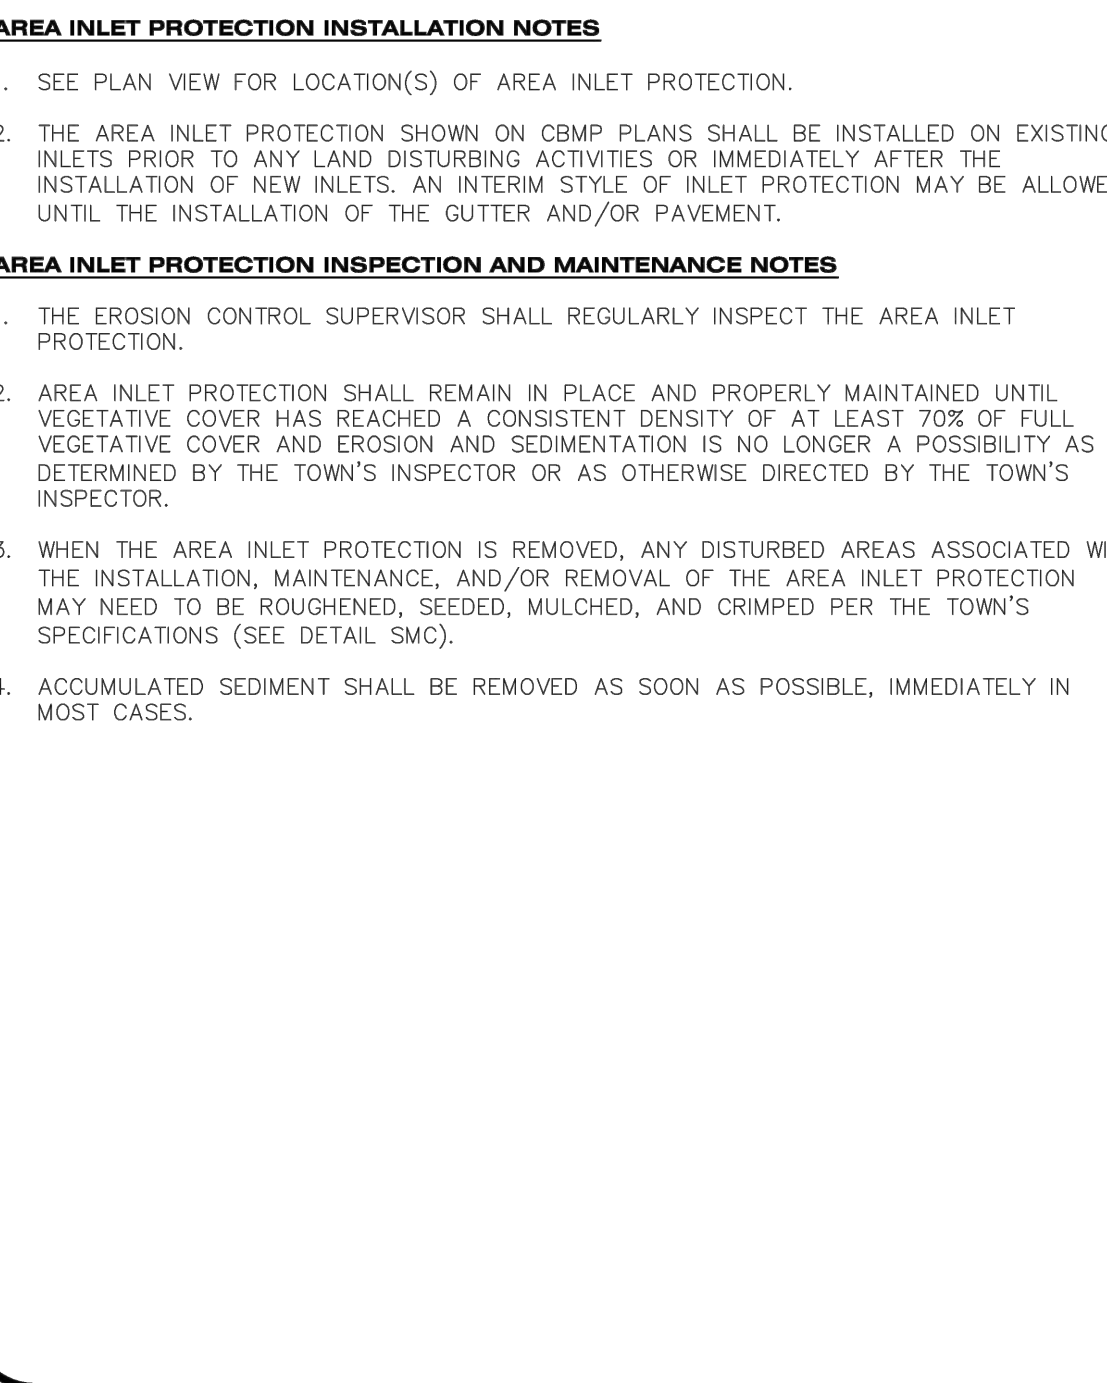 AREA INLET PROTECTION INSTALLATION NOTES
. SEE PLAN VIEW FOR LOCATION(S) OF AREA INLET PROTECTION.
2. THE AREA INLET PROTECTION SHOWN ON CBMP PLANS SHALL BE INSTALLED ON EXISTING
INLETS PRIOR TO ANY LAND DISTURBING ACTIVITIES OR IMMEDIATELY AFTER THE
INSTALLATION OF NEW INLETS. AN INTERIM STYLE OF INLET PROTECTION MAY BE ALLOWE
UNTIL THE INSTALLATION OF THE GUTTER AND/OR PAVEMENT.
AREA INLET PROTECTION INSPECTION AND MAINTENANCE NOTES
. THE EROSION CONTROL SUPERVISOR SHALL REGULARLY INSPECT THE AREA INLET
PROTECTION.
2. AREA INLET PROTECTION SHALL REMAIN IN PLACE AND PROPERLY MAINTAINED UNTIL
VEGETATIVE COVER HAS REACHED A CONSISTENT DENSITY OF AT LEAST 70% OF FULL
VEGETATIVE COVER AND EROSION AND SEDIMENTATION IS NO LONGER A POSSIBILITY AS
DETERMINED BY THE TOWN'S INSPECTOR OR AS OTHERWISE DIRECTED BY THE TOWN'S
INSPECTOR.
3. WHEN THE AREA INLET PROTECTION IS REMOVED, ANY DISTURBED AREAS ASSOCIATED WI
THE INSTALLATION, MAINTENANCE, AND/OR REMOVAL OF THE AREA INLET PROTECTION
MAY NEED TO BE ROUGHENED, SEEDED, MULCHED, AND CRIMPED PER THE TOWN'S
SPECIFICATIONS (SEE DETAIL SMC).
4. ACCUMULATED SEDIMENT SHALL BE REMOVED AS SOON AS POSSIBLE, IMMEDIATELY IN
MOST CASES.